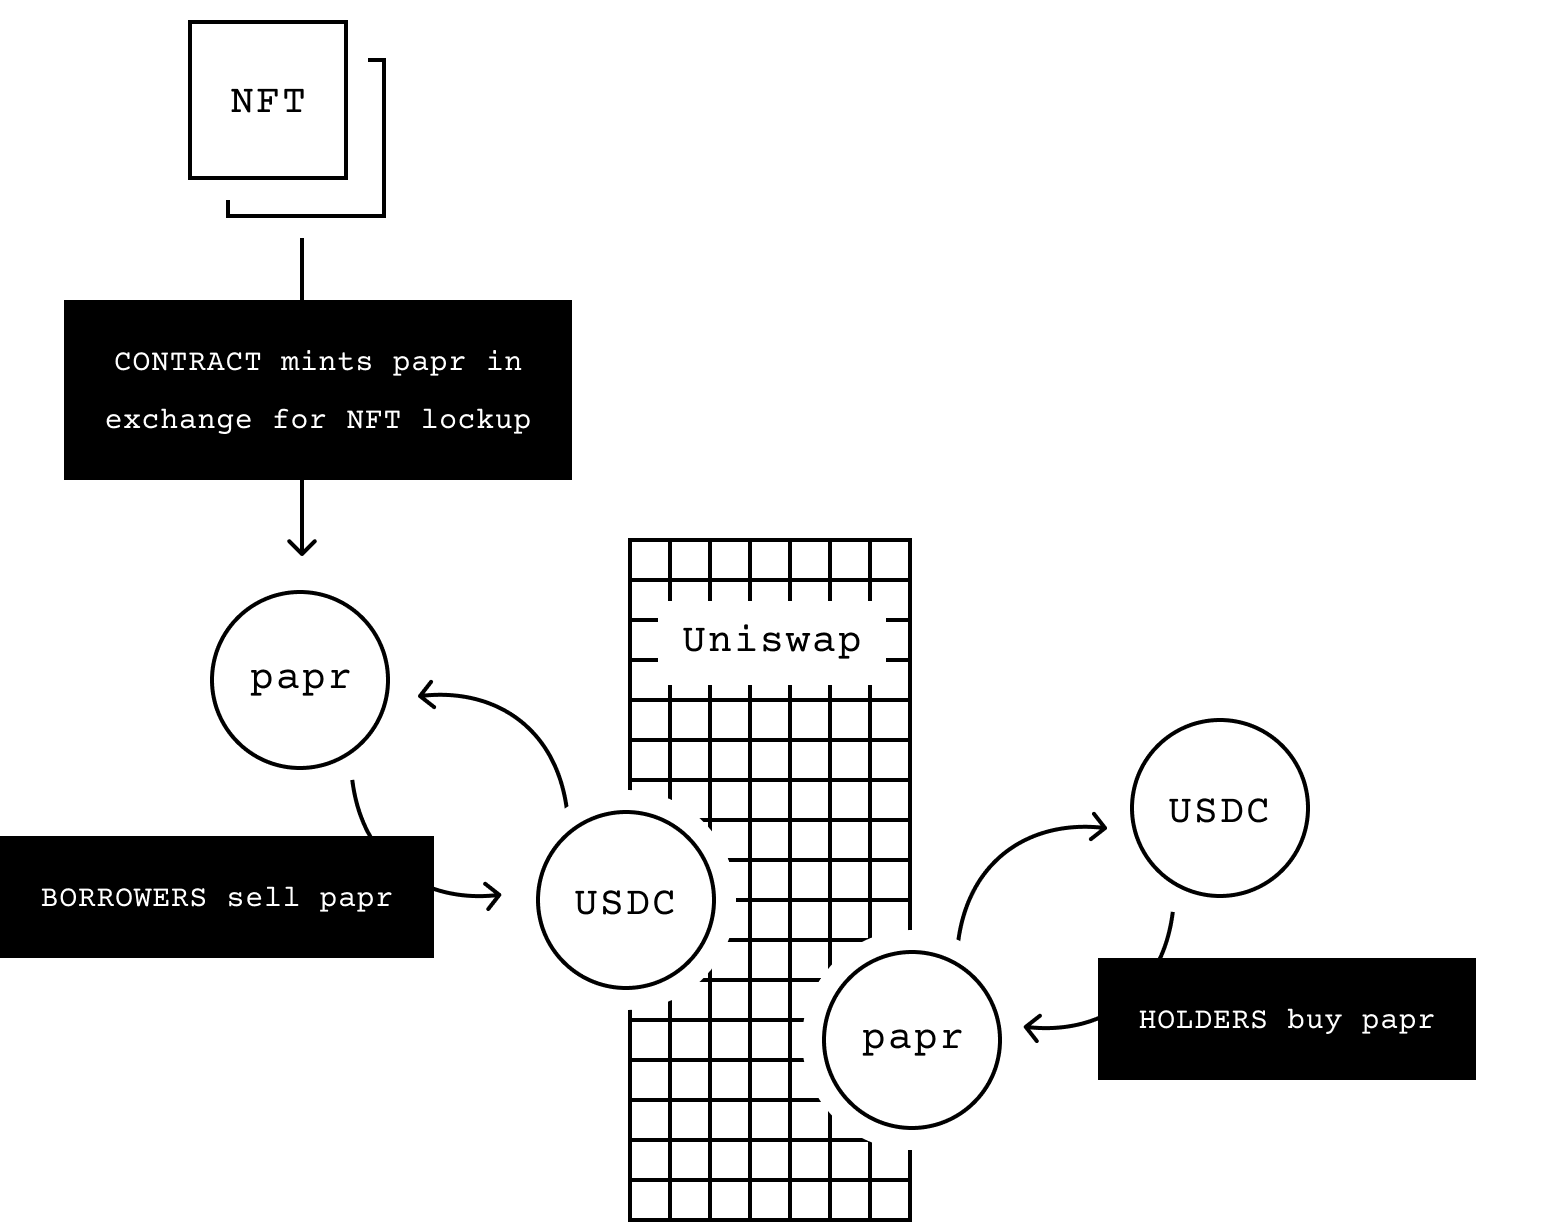 NFT
CONTRACT mints papr in
exchange for NFT lockup
papr
Uniswap
USDC
BORROWERS sell papr
USDC
papr
HOLDERS buy papr